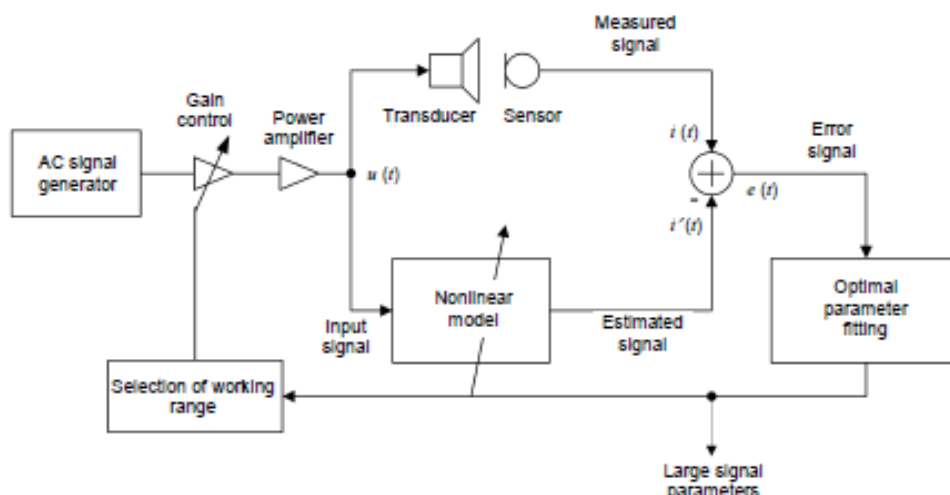 Measured
signal
Gain
control
Power
amplifier
Transducer
Sensor
AC signal
generator
u (t)
i (t)
Error
signal
-
e (t)
i′(t)
Nonlinear
model
Optimal
parameter
fitting
Input
signal
Estimated
signal
Selection of working
range
Large signal
parameters